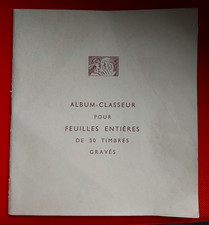 ALBUM-CLASSEUR
POUR
FEUILLES ENTIÈRES
DE 50 TIMBRES
GRAVÉS